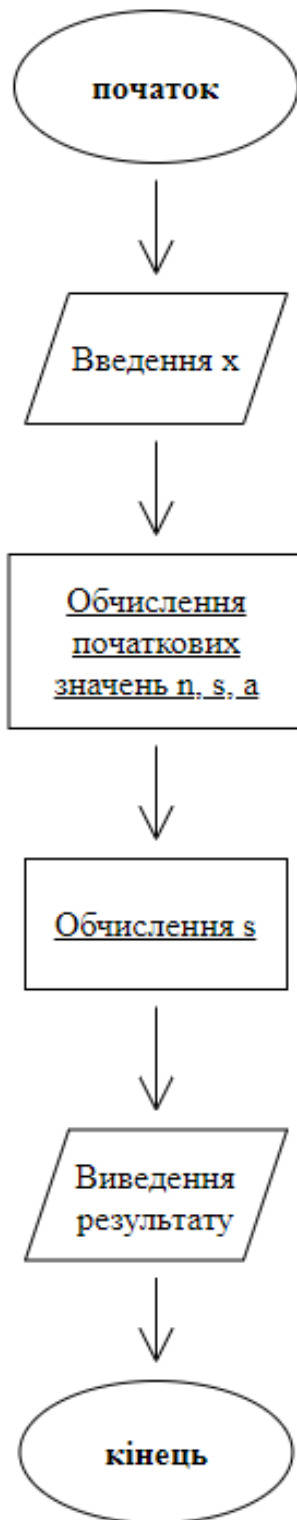 початок
Введення x
Обчислення
початкових
значень n, s, a
Обчислення s
Виведення
результату
кінець